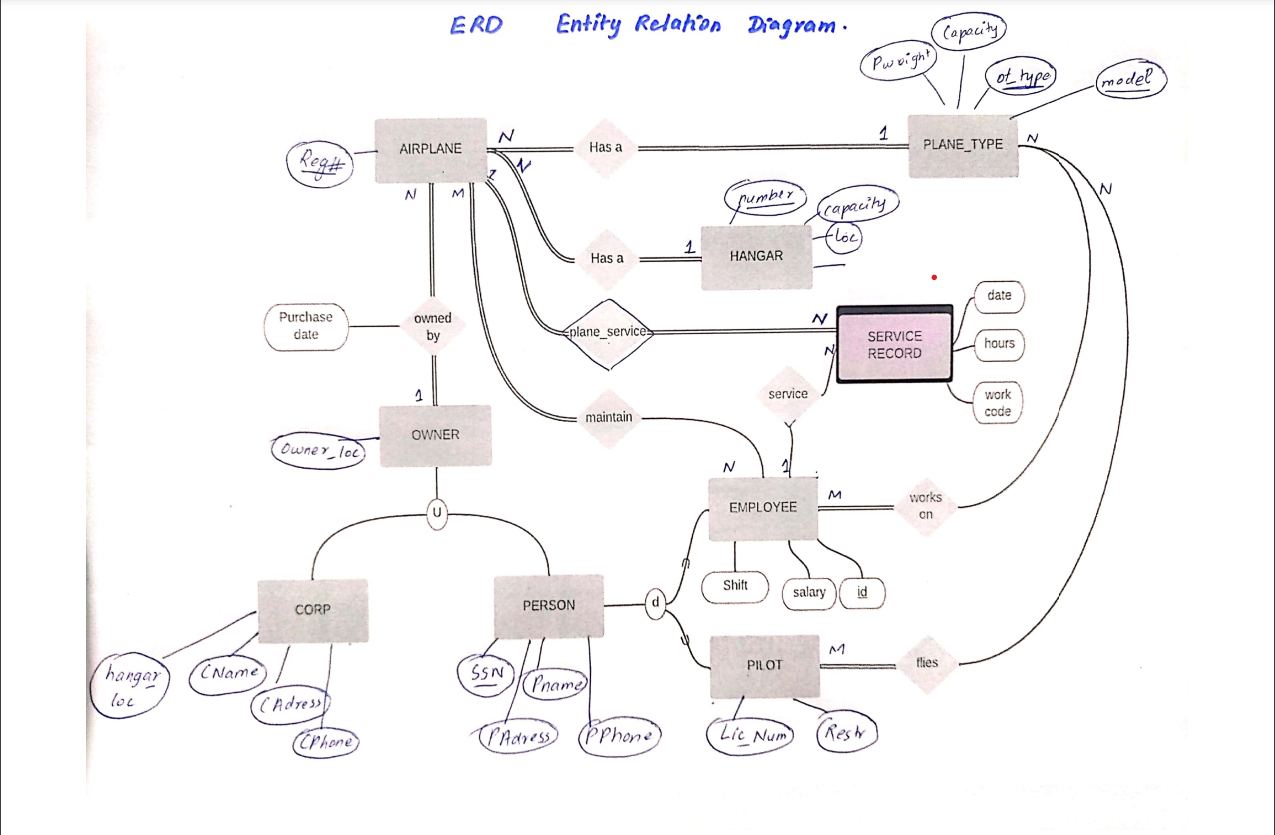 ERD Entity Relation Diagram.
Capacity
Pweight
ot_type
model
AIRPLANE
N
Has a
1
PLANE_TYPE
N
Reg#
N
N
M
1
N
number
capacity
Loc
Has a
1
HANGAR
date
Purchase
date
owned
by
plane_service
N
SERVICE
RECORD
hours
N
service
work
code
1
maintain
OWNER
Owner_loc
N
1
M
EMPLOYEE
works
on
U
Shift
salary
id
CORP
PERSON
d
M
PILOT
flies
hangar
loc
CName
CAdress
CPhone
SSN
Pname
PAdress
PPhone
Lic_Num
Restr